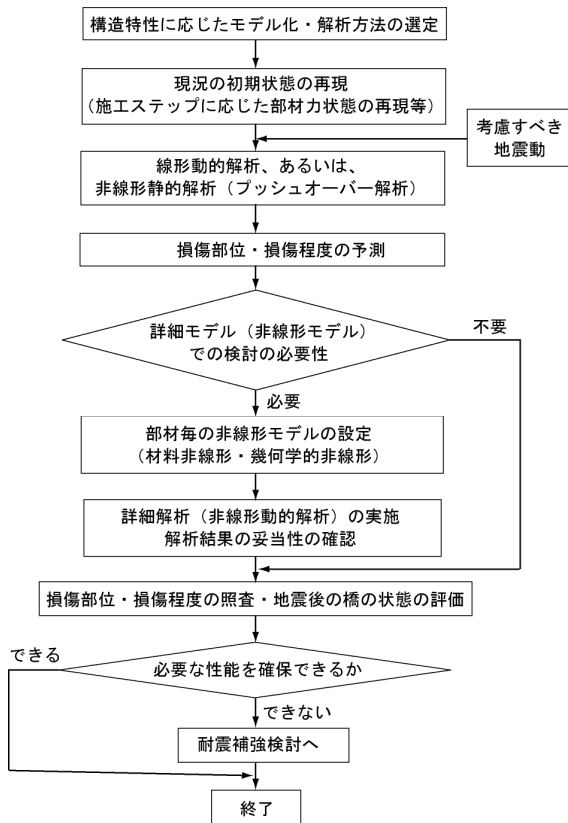 構造特性に応じたモデル化・解析方法の選定
現況の初期状態の再現
（施工ステップに応じた部材力状態の再現等）
考慮すべき
地震動
線形動的解析、あるいは、
非線形静的解析（プッシュオーバー解析）
損傷部位・損傷程度の予測
詳細モデル（非線形モデル）
での検討の必要性
不要
必要
部材毎の非線形モデルの設定
（材料非線形・幾何学的非線形）
詳細解析（非線形動的解析）の実施
解析結果の妥当性の確認
損傷部位・損傷程度の照査・地震後の橋の状態の評価
できる
必要な性能を確保できるか
できない
耐震補強検討へ
終了